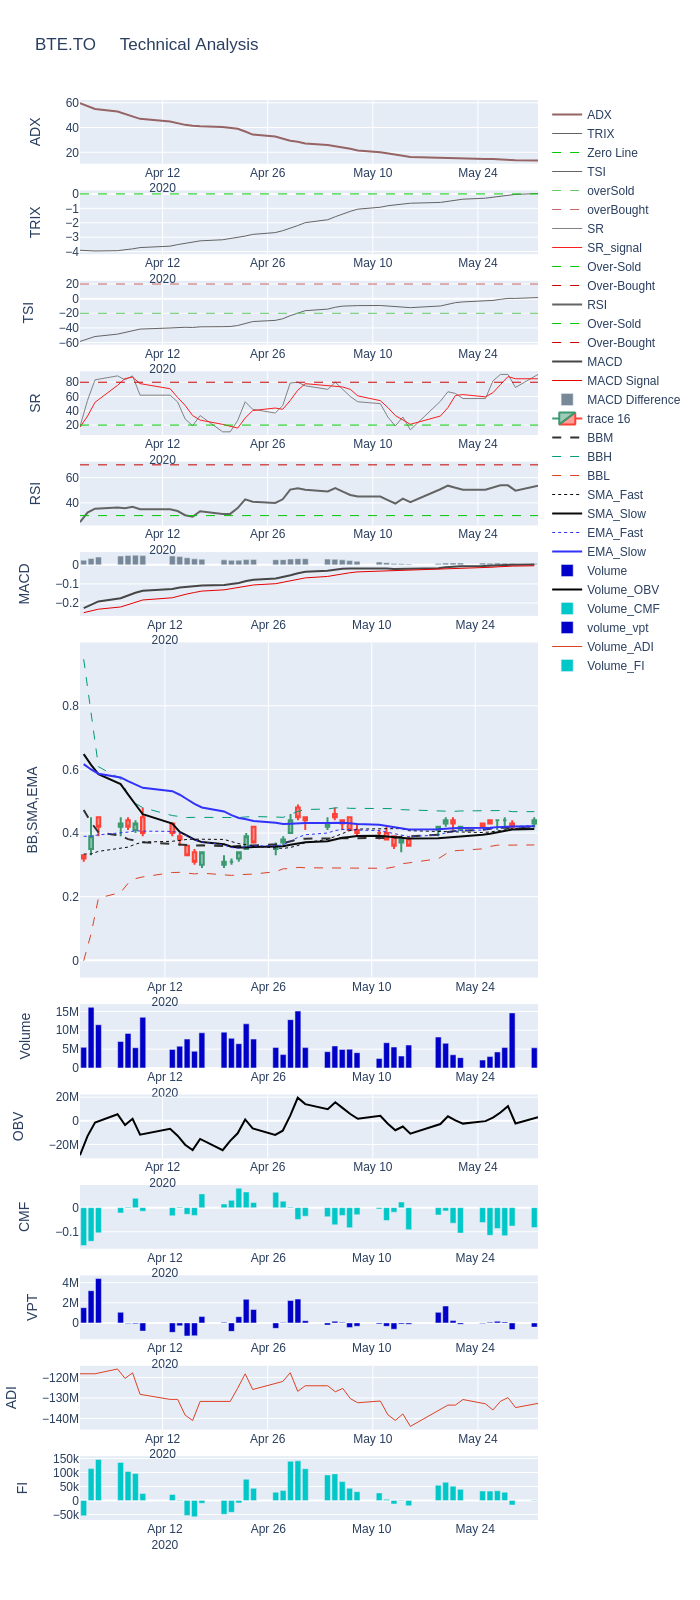 BTE.TO     Technical Analysis
ADX
60
40
20
Apr 12
2020
Apr 26
May 10
May 24
TRIX
0
−1
−2
−3
−4
Apr 12
2020
Apr 26
May 10
May 24
TSI
20
0
−20
−40
−60
Apr 12
2020
Apr 26
May 10
May 24
SR
80
60
40
20
Apr 12
2020
Apr 26
May 10
May 24
RSI
60
40
Apr 12
2020
Apr 26
May 10
May 24
MACD
0
−0.1
−0.2
Apr 12
2020
Apr 26
May 10
May 24
BB,SMA,EMA
0.8
0.6
0.4
0.2
0
Apr 12
2020
Apr 26
May 10
May 24
Volume
15M
10M
5M
0
Apr 12
2020
Apr 26
May 10
May 24
OBV
20M
0
−20M
Apr 12
2020
Apr 26
May 10
May 24
CMF
0
−0.1
Apr 12
2020
Apr 26
May 10
May 24
VPT
4M
2M
0
Apr 12
2020
Apr 26
May 10
May 24
ADI
−120M
−130M
−140M
Apr 12
2020
Apr 26
May 10
May 24
FI
150k
100k
50k
0
−50k
Apr 12
2020
Apr 26
May 10
May 24
ADX
TRIX
Zero Line
TSI
overSold
overBought
SR
SR_signal
Over-Sold
Over-Bought
RSI
Over-Sold
Over-Bought
MACD
MACD Signal
MACD Difference
trace 16
BBM
BBH
BBL
SMA_Fast
SMA_Slow
EMA_Fast
EMA_Slow
Volume
Volume_OBV
Volume_CMF
volume_vpt
Volume_ADI
Volume_FI